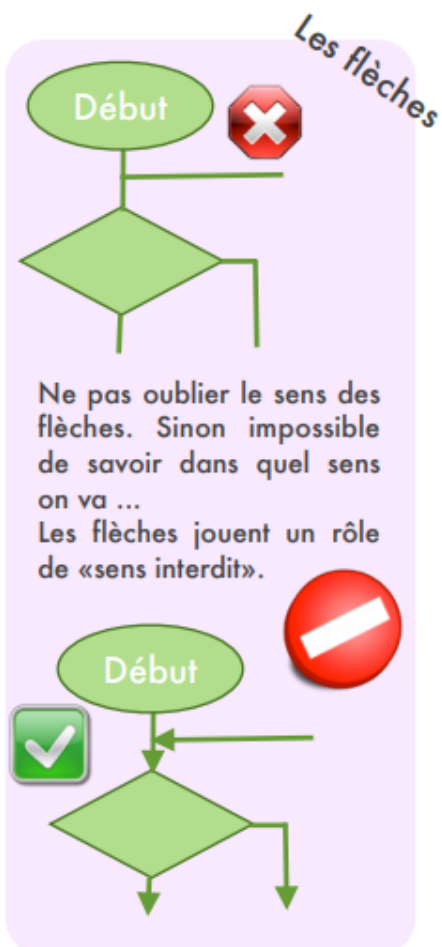 Les flèches
Début
Ne pas oublier le sens des
flèches. Sinon impossible
de savoir dans quel sens
on va ...
Les flèches jouent un rôle
de «sens interdit».
Début